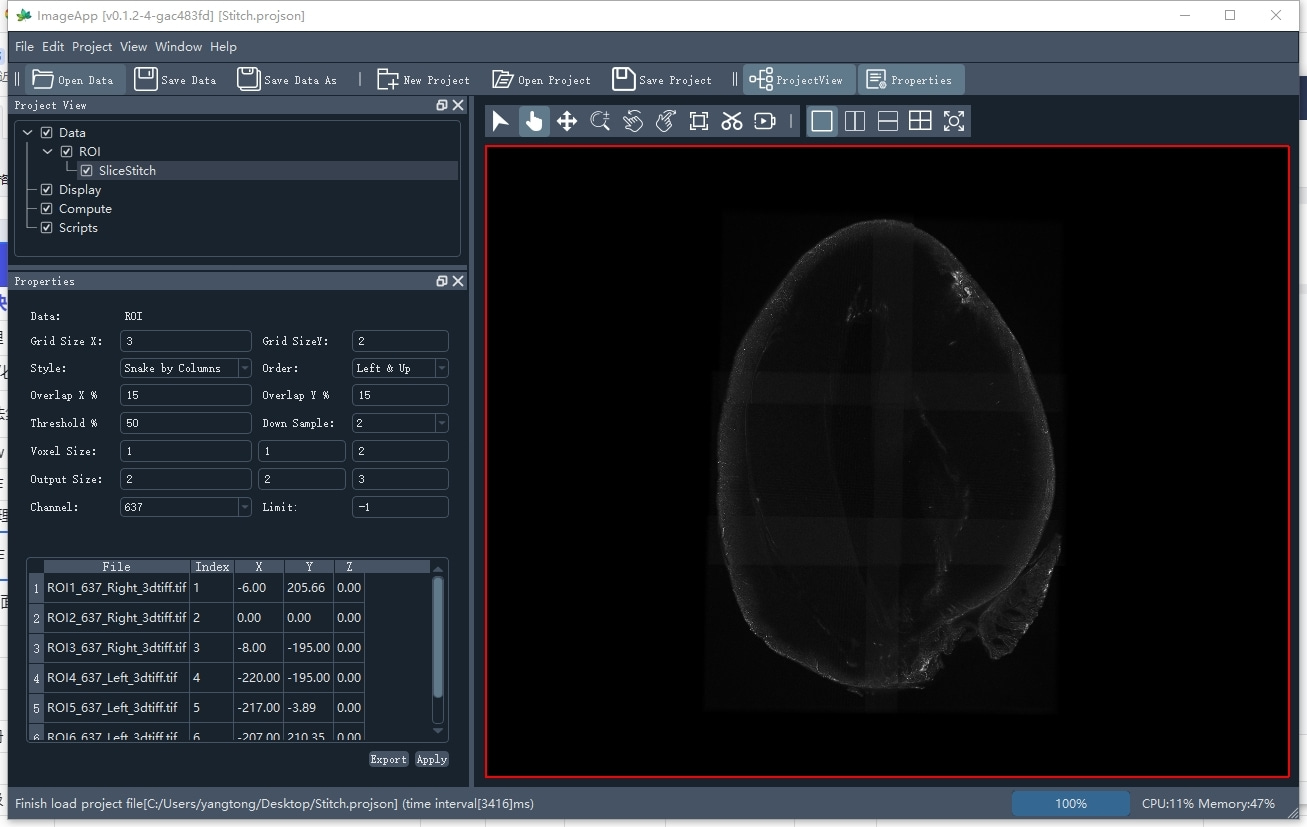 ImageApp [v0.1.2-4-gac483fd] [Stitch.projson]
File Edit Project View Window Help
Open Data Save Data Save Data As New Project Open Project Save Project ProjectView Properties
Project View
Data
ROI
SliceStitch
Display
Compute
Scripts
Properties
Data: ROI
Grid Size X: 3 Grid SizeY: 2
Style: Snake by Columns Order: Left & Up
Overlap X % 15 Overlap Y % 15
Threshold % 50 Down Sample: 2
Voxel Size: 1 1 2
Output Size: 2 2 3
Channel: 637 Limit: -1
File Index X Y Z
1 ROI1_637_Right_3dtiff.tif 1 -6.00 205.66 0.00
2 ROI2_637_Right_3dtiff.tif 2 0.00 0.00 0.00
3 ROI3_637_Right_3dtiff.tif 3 -8.00 -195.00 0.00
4 ROI4_637_Left_3dtiff.tif 4 -220.00 -195.00 0.00
5 ROI5_637_Left_3dtiff.tif 5 -217.00 -3.89 0.00
6 ROI6_637_Left_3dtiff.tif 6 -207.00 210.35 0.00
Export Apply
Finish load project file[C:/Users/yangtong/Desktop/Stitch.projson] (time interval[3416]ms) 100% CPU:11% Memory:47%